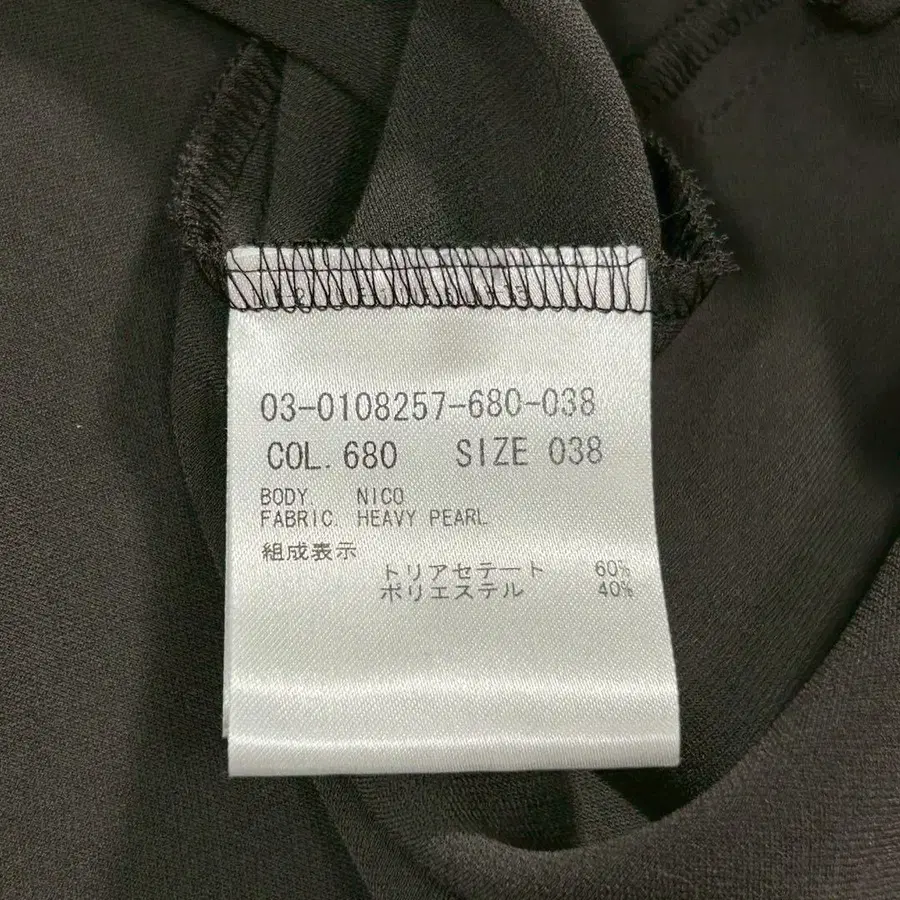 03-0108257-680-038
COL. 680 SIZE 038
BODY. NICO
FABRIC. HEAVY PEARL
組成表示
トリアセテート 60%
ポリエステル 40%